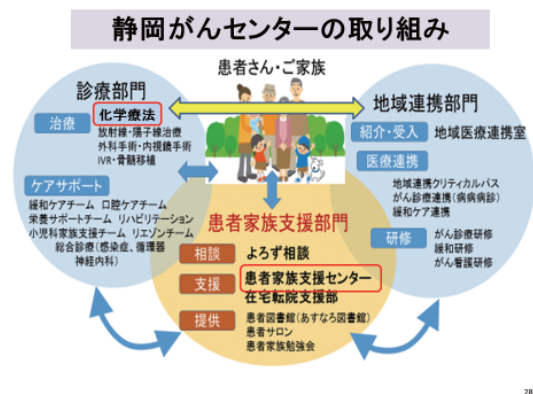 静岡がんセンターの取り組み
患者さん・ご家族
診療部門
治療
化学療法
放射線・陽子線治療
外科手術・内視鏡手術
IVR・骨髄移植
ケアサポート
緩和ケアチーム 口腔ケアチーム
栄養サポートチーム リハビリテーション
小児科家族支援チーム リエゾンチーム
総合診療(感染症、循環器
神経内科)
地域連携部門
紹介・受入
地域医療連携室
医療連携
地域連携クリティカルパス
がん診療連携(病病病診)
緩和ケア連携
研修
がん診療研修
緩和研修
がん看護研修
患者家族支援部門
相談
よろず相談
支援
患者家族支援センター
在宅転院支援部
提供
患者図書館(あすなろ図書館)
患者サロン
患者家族勉強会
28